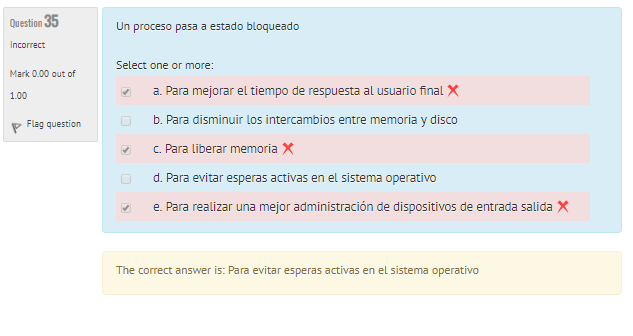 Question 35
Incorrect
Mark 0.00 out of
1.00
Flag question
Un proceso pasa a estado bloqueado
Select one or more:
a. Para mejorar el tiempo de respuesta al usuario final
b. Para disminuir los intercambios entre memoria y disco
c. Para liberar memoria
d. Para evitar esperas activas en el sistema operativo
e. Para realizar una mejor administración de dispositivos de entrada salida
The correct answer is: Para evitar esperas activas en el sistema operativo